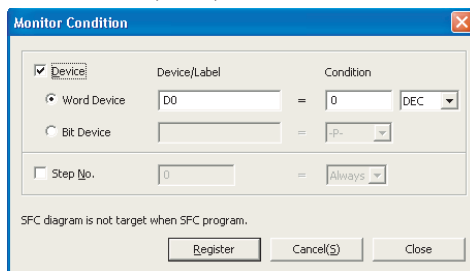 Monitor Condition
Device Device/Label Condition
Word Device D0 = 0 DEC
Bit Device = -P-
Step No. 0 = Always
SFC diagram is not target when SFC program.
Register Cancel(S) Close